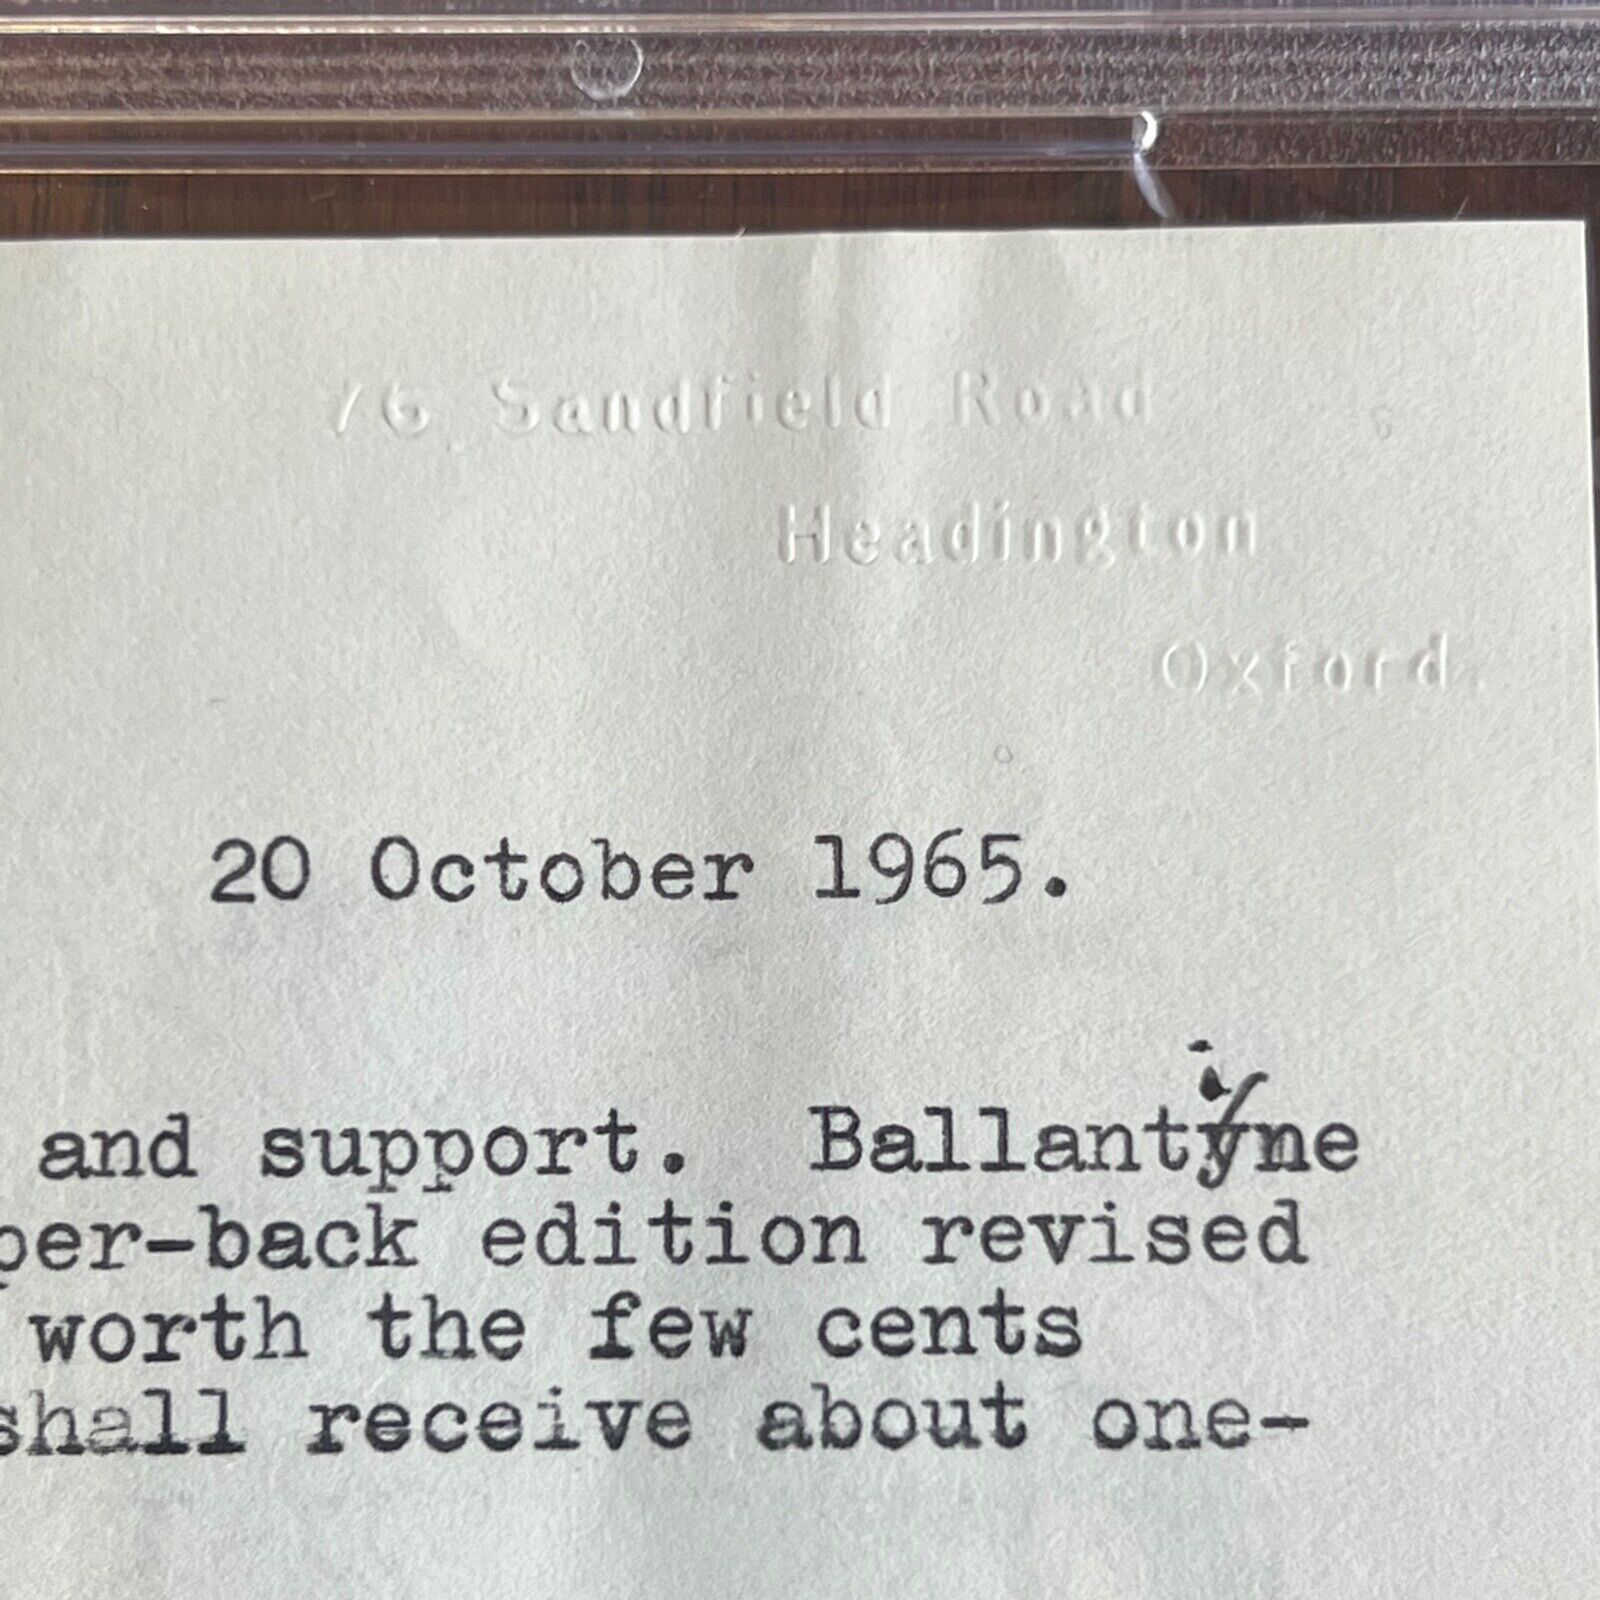 76 Sandfield Road
Headington
Oxford.
20 October 1965.
and support. Ballantine
per-back edition revised
worth the few cents
shall receive about one-